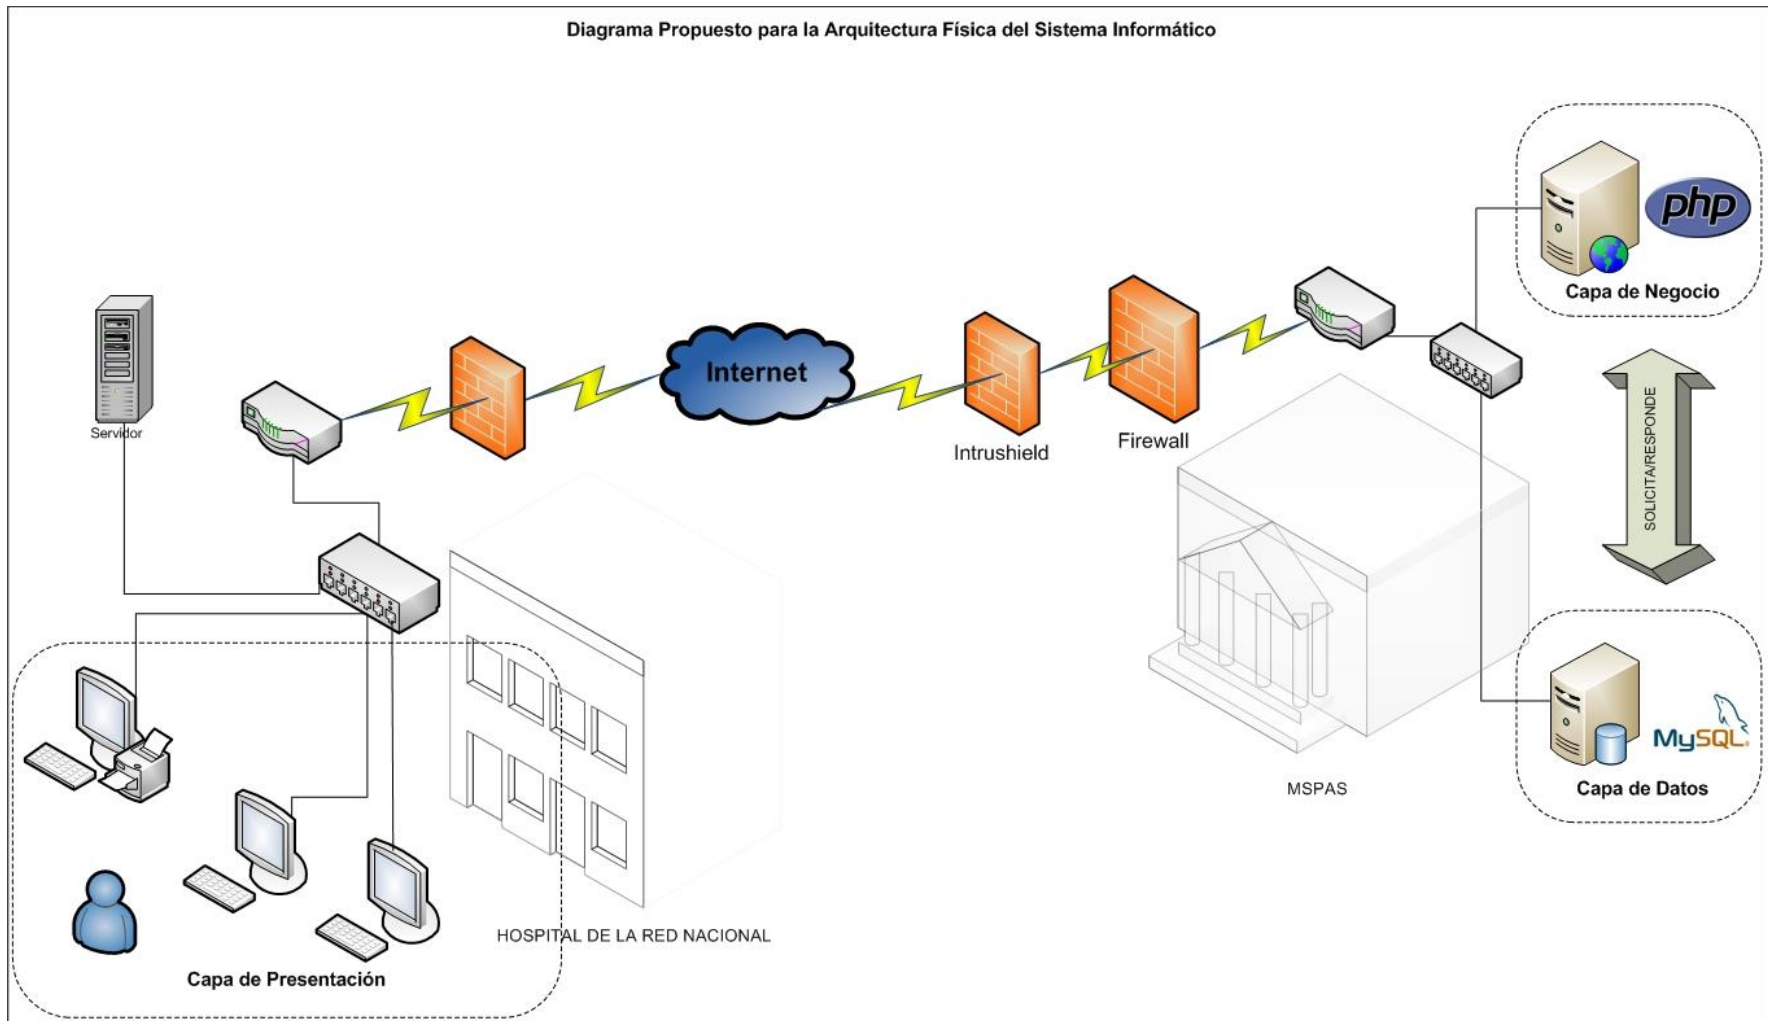 Diagrama Propuesto para la Arquitectura Física del Sistema Informático
php
Capa de Negocio
Servidor
Internet
Intrushield
Firewall
SOLICITA/RESPONDE
MySQL®
MSPAS
Capa de Datos
HOSPITAL DE LA RED NACIONAL
Capa de Presentación